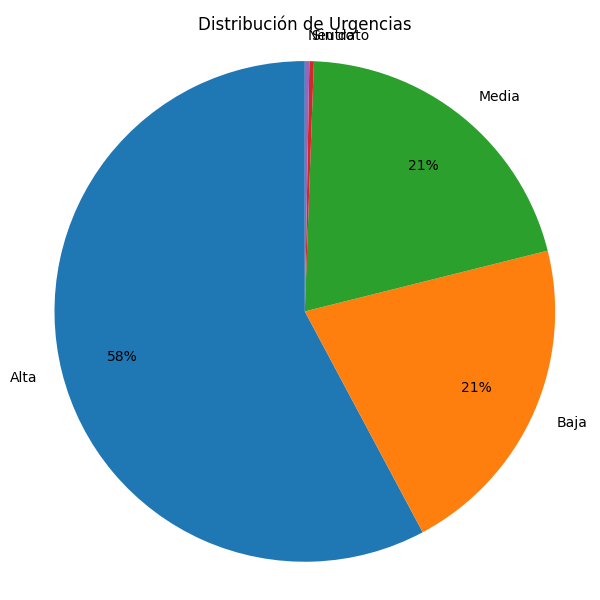 Distribución de Urgencias
Media
21%
58%
Alta
21%
Baja